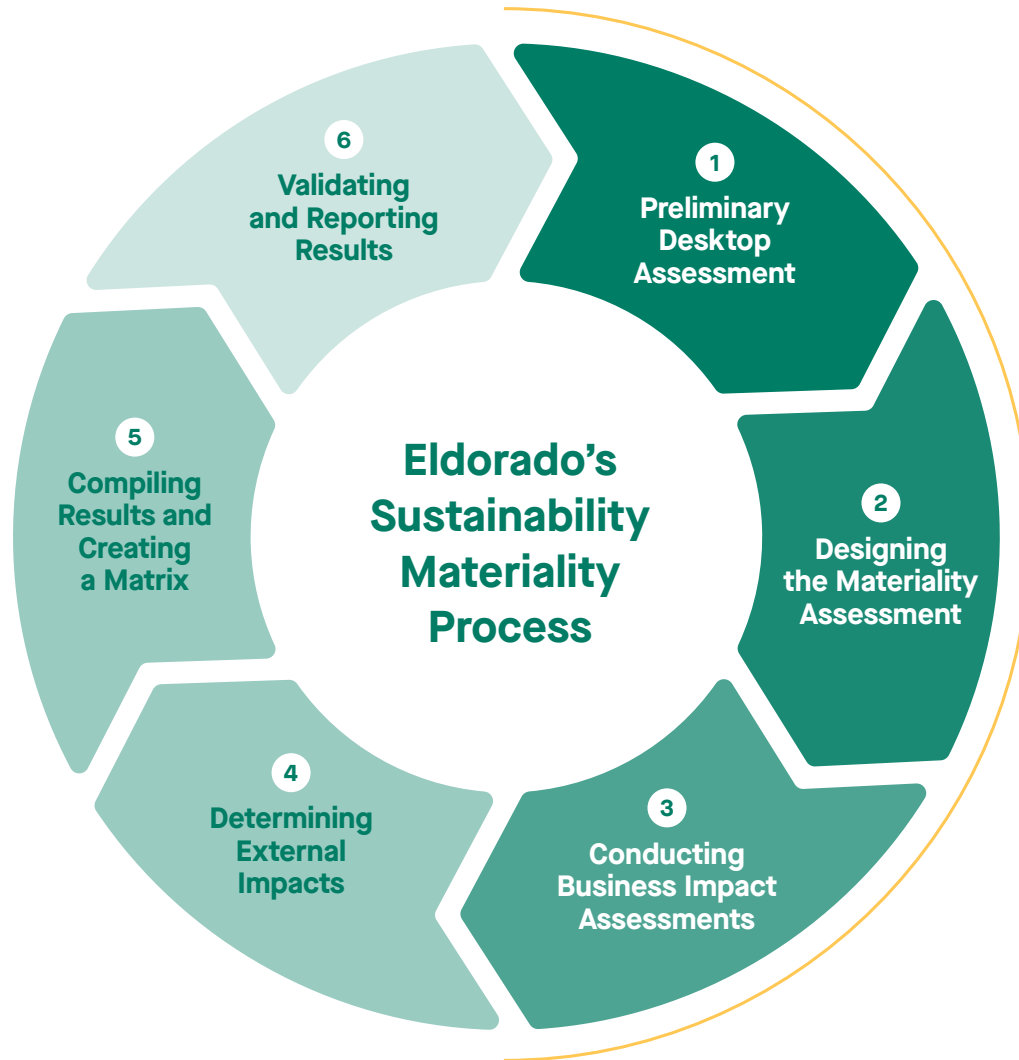 Eldorado's
Sustainability
Materiality
Process
1
Preliminary
Desktop
Assessment
2
Designing
the Materiality
Assessment
3
Conducting
Business Impact
Assessments
4
Determining
External
Impacts
5
Compiling
Results and
Creating
a Matrix
6
Validating
and Reporting
Results